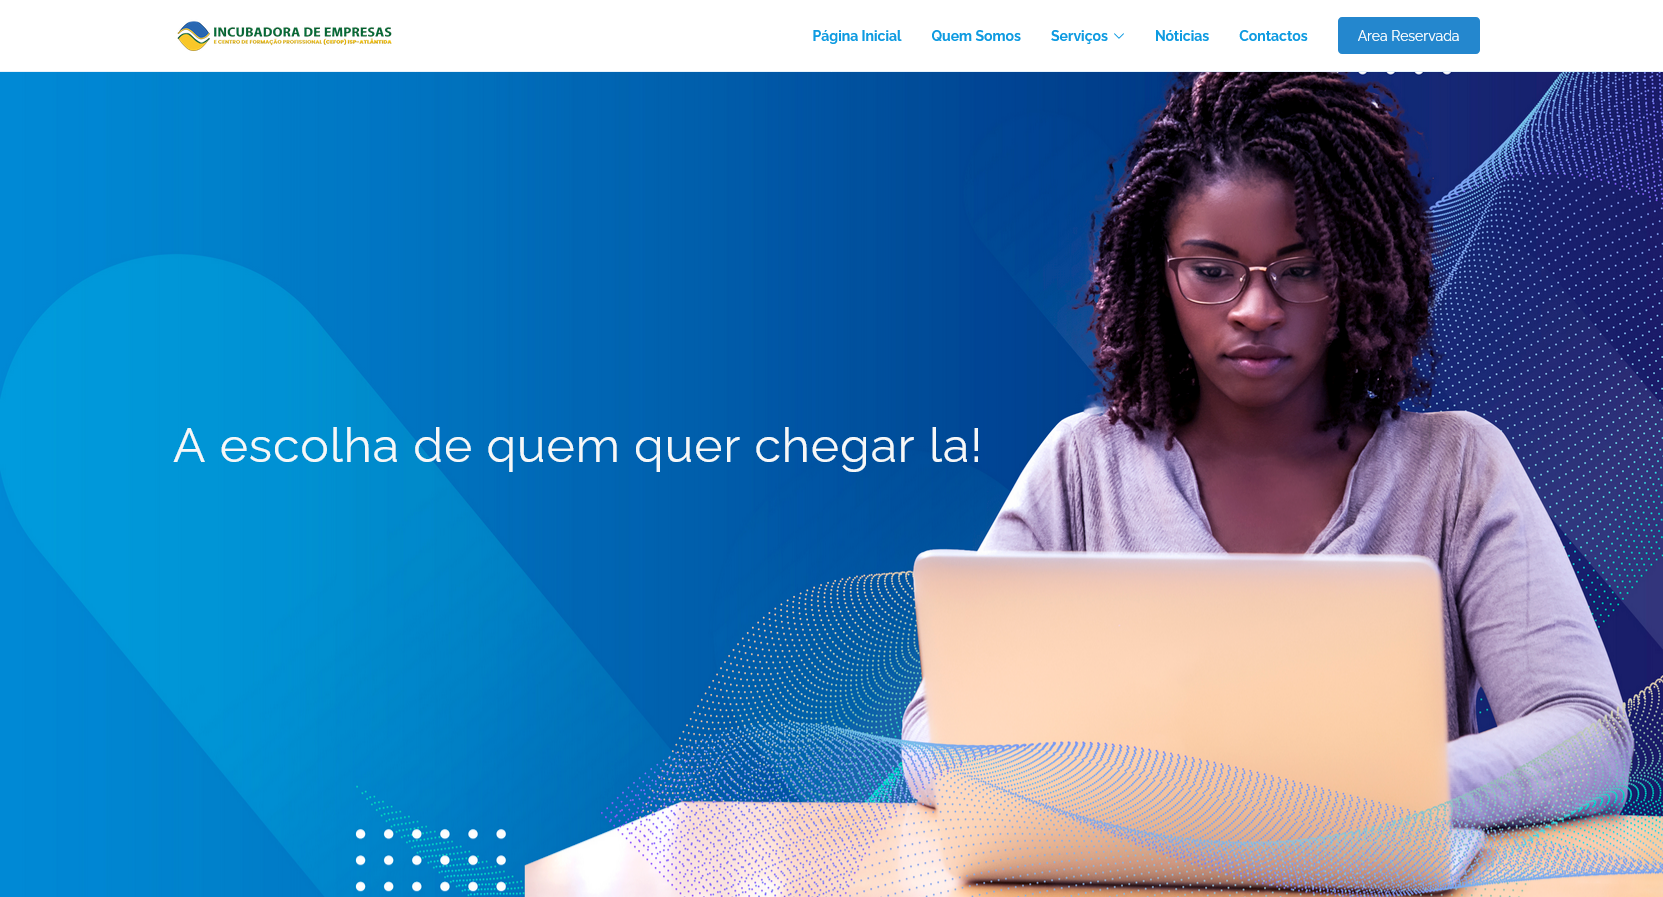 INCUBADORA DE EMPRESAS
E CENTRO DE FORMAÇÃO PROFISSIONAL (CEFOP) ISP-ATLÂNTIDA
Página Inicial
Quem Somos
Serviços
Nóticias
Contactos
Area Reservada
A escolha de quem quer chegar la!